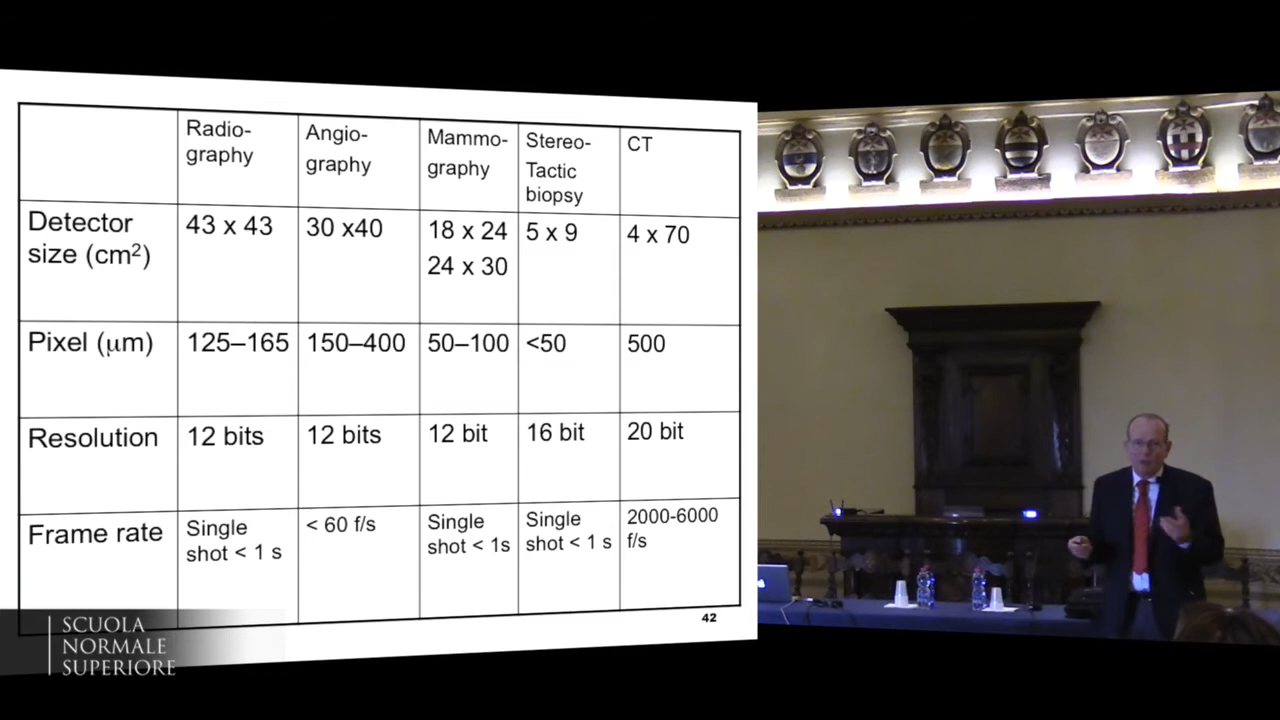 Radio-
graphy
Angio-
graphy
Mammo-
graphy
Stereo-
Tactic
biopsy
CT
Detector
size (cm²)
43 x 43
30 x40
18 x 24
24 x 30
5 x 9
4 x 70
Pixel (μm)
125–165
150–400
50–100
<50
500
Resolution
12 bits
12 bits
12 bit
16 bit
20 bit
Frame rate
Single
shot < 1 s
< 60 f/s
Single
shot < 1s
Single
shot < 1 s
2000-6000
f/s
42
SCUOLA
NORMALE
SUPERIORE